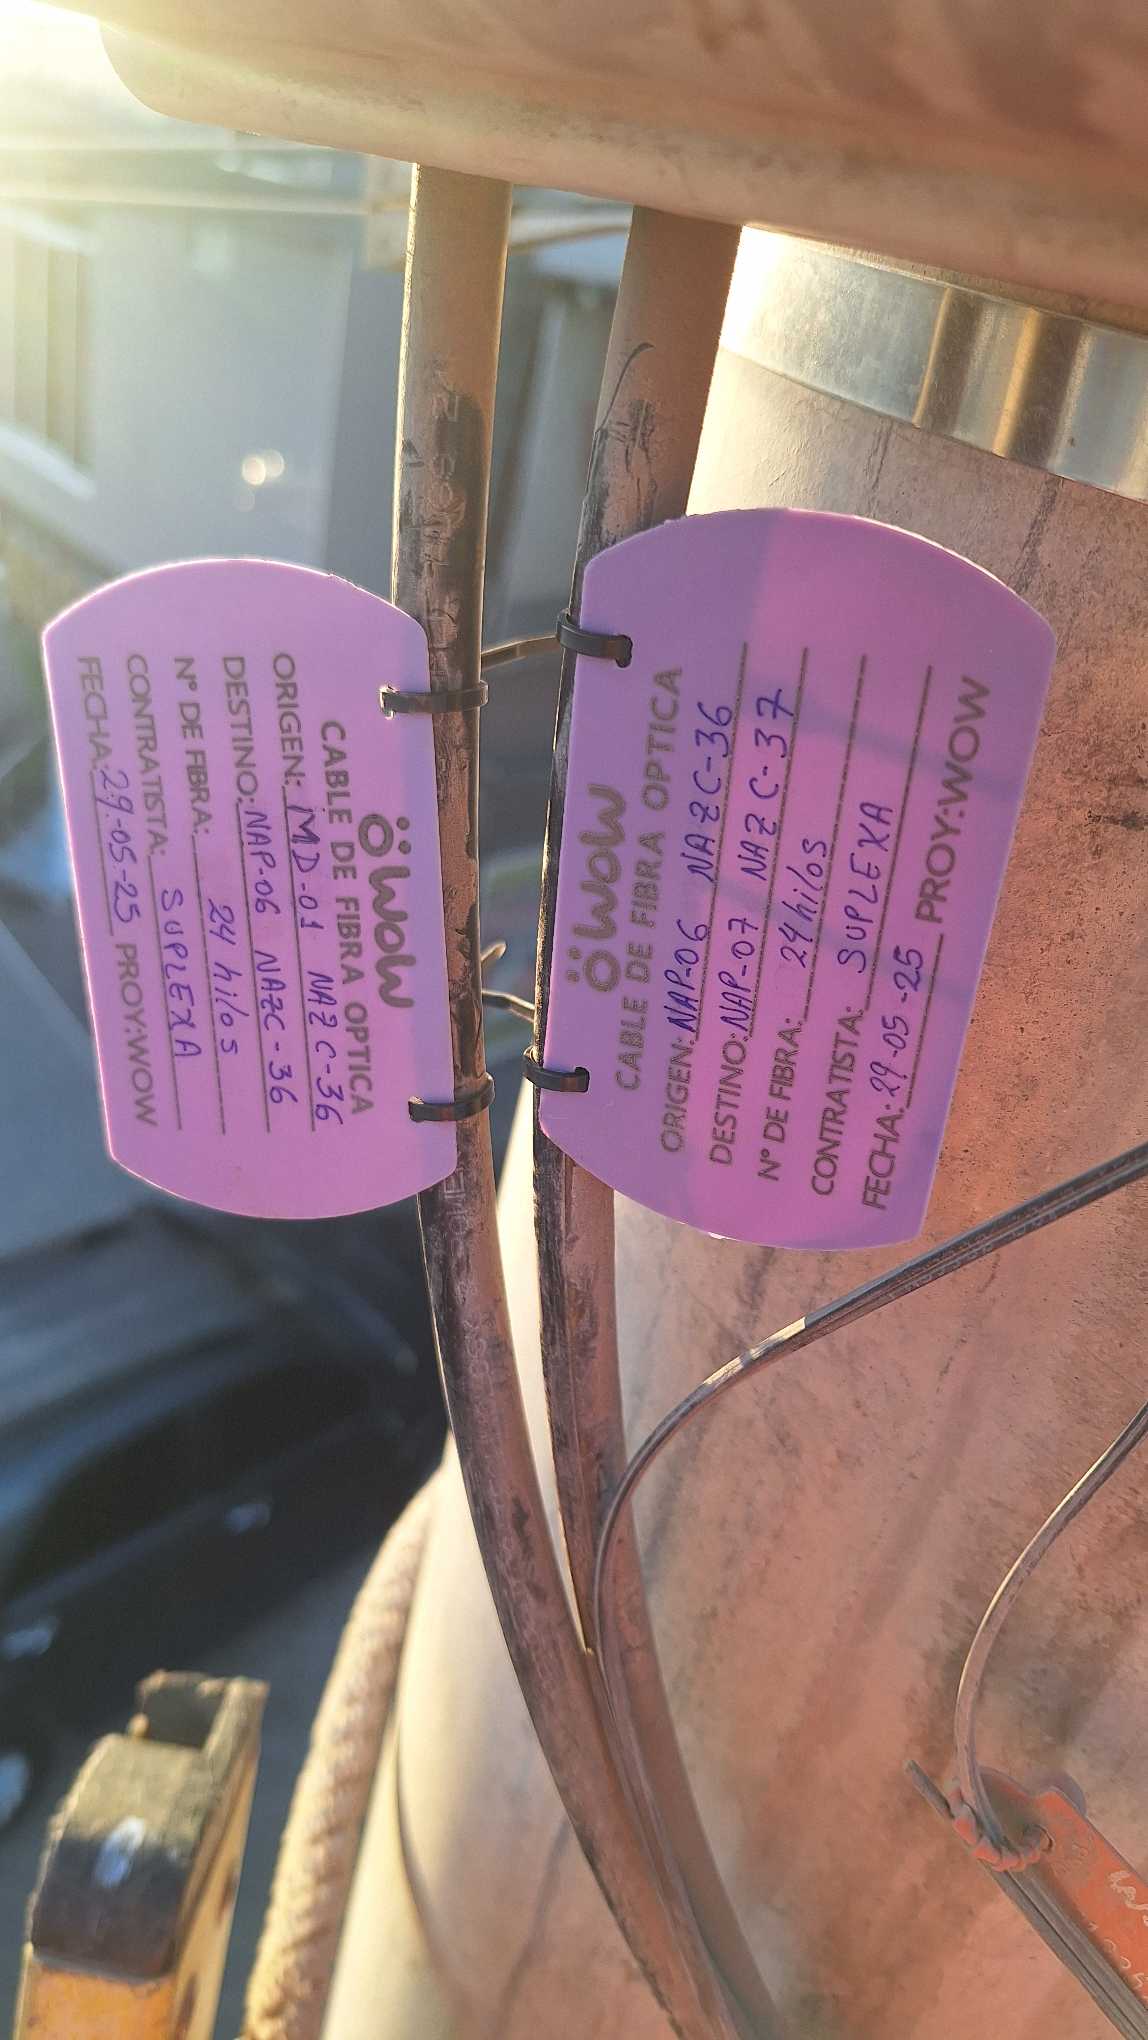 wow
CABLE DE FIBRA OPTICA
ORIGEN: MD-01 NAZC-36
DESTINO: NAP-06 NAZC-36
N° DE FIBRA: 24 hilos
CONTRATISTA: SUPLEXA
FECHA: 29-05-25 PROY:WOW
wow
CABLE DE FIBRA OPTICA
ORIGEN: NAP-06 NAZC-36
DESTINO: NAP-07 NAZC-37
N° DE FIBRA: 24 hilos
CONTRATISTA: SUPLEXA
FECHA: 29-05-25 PROY:WOW